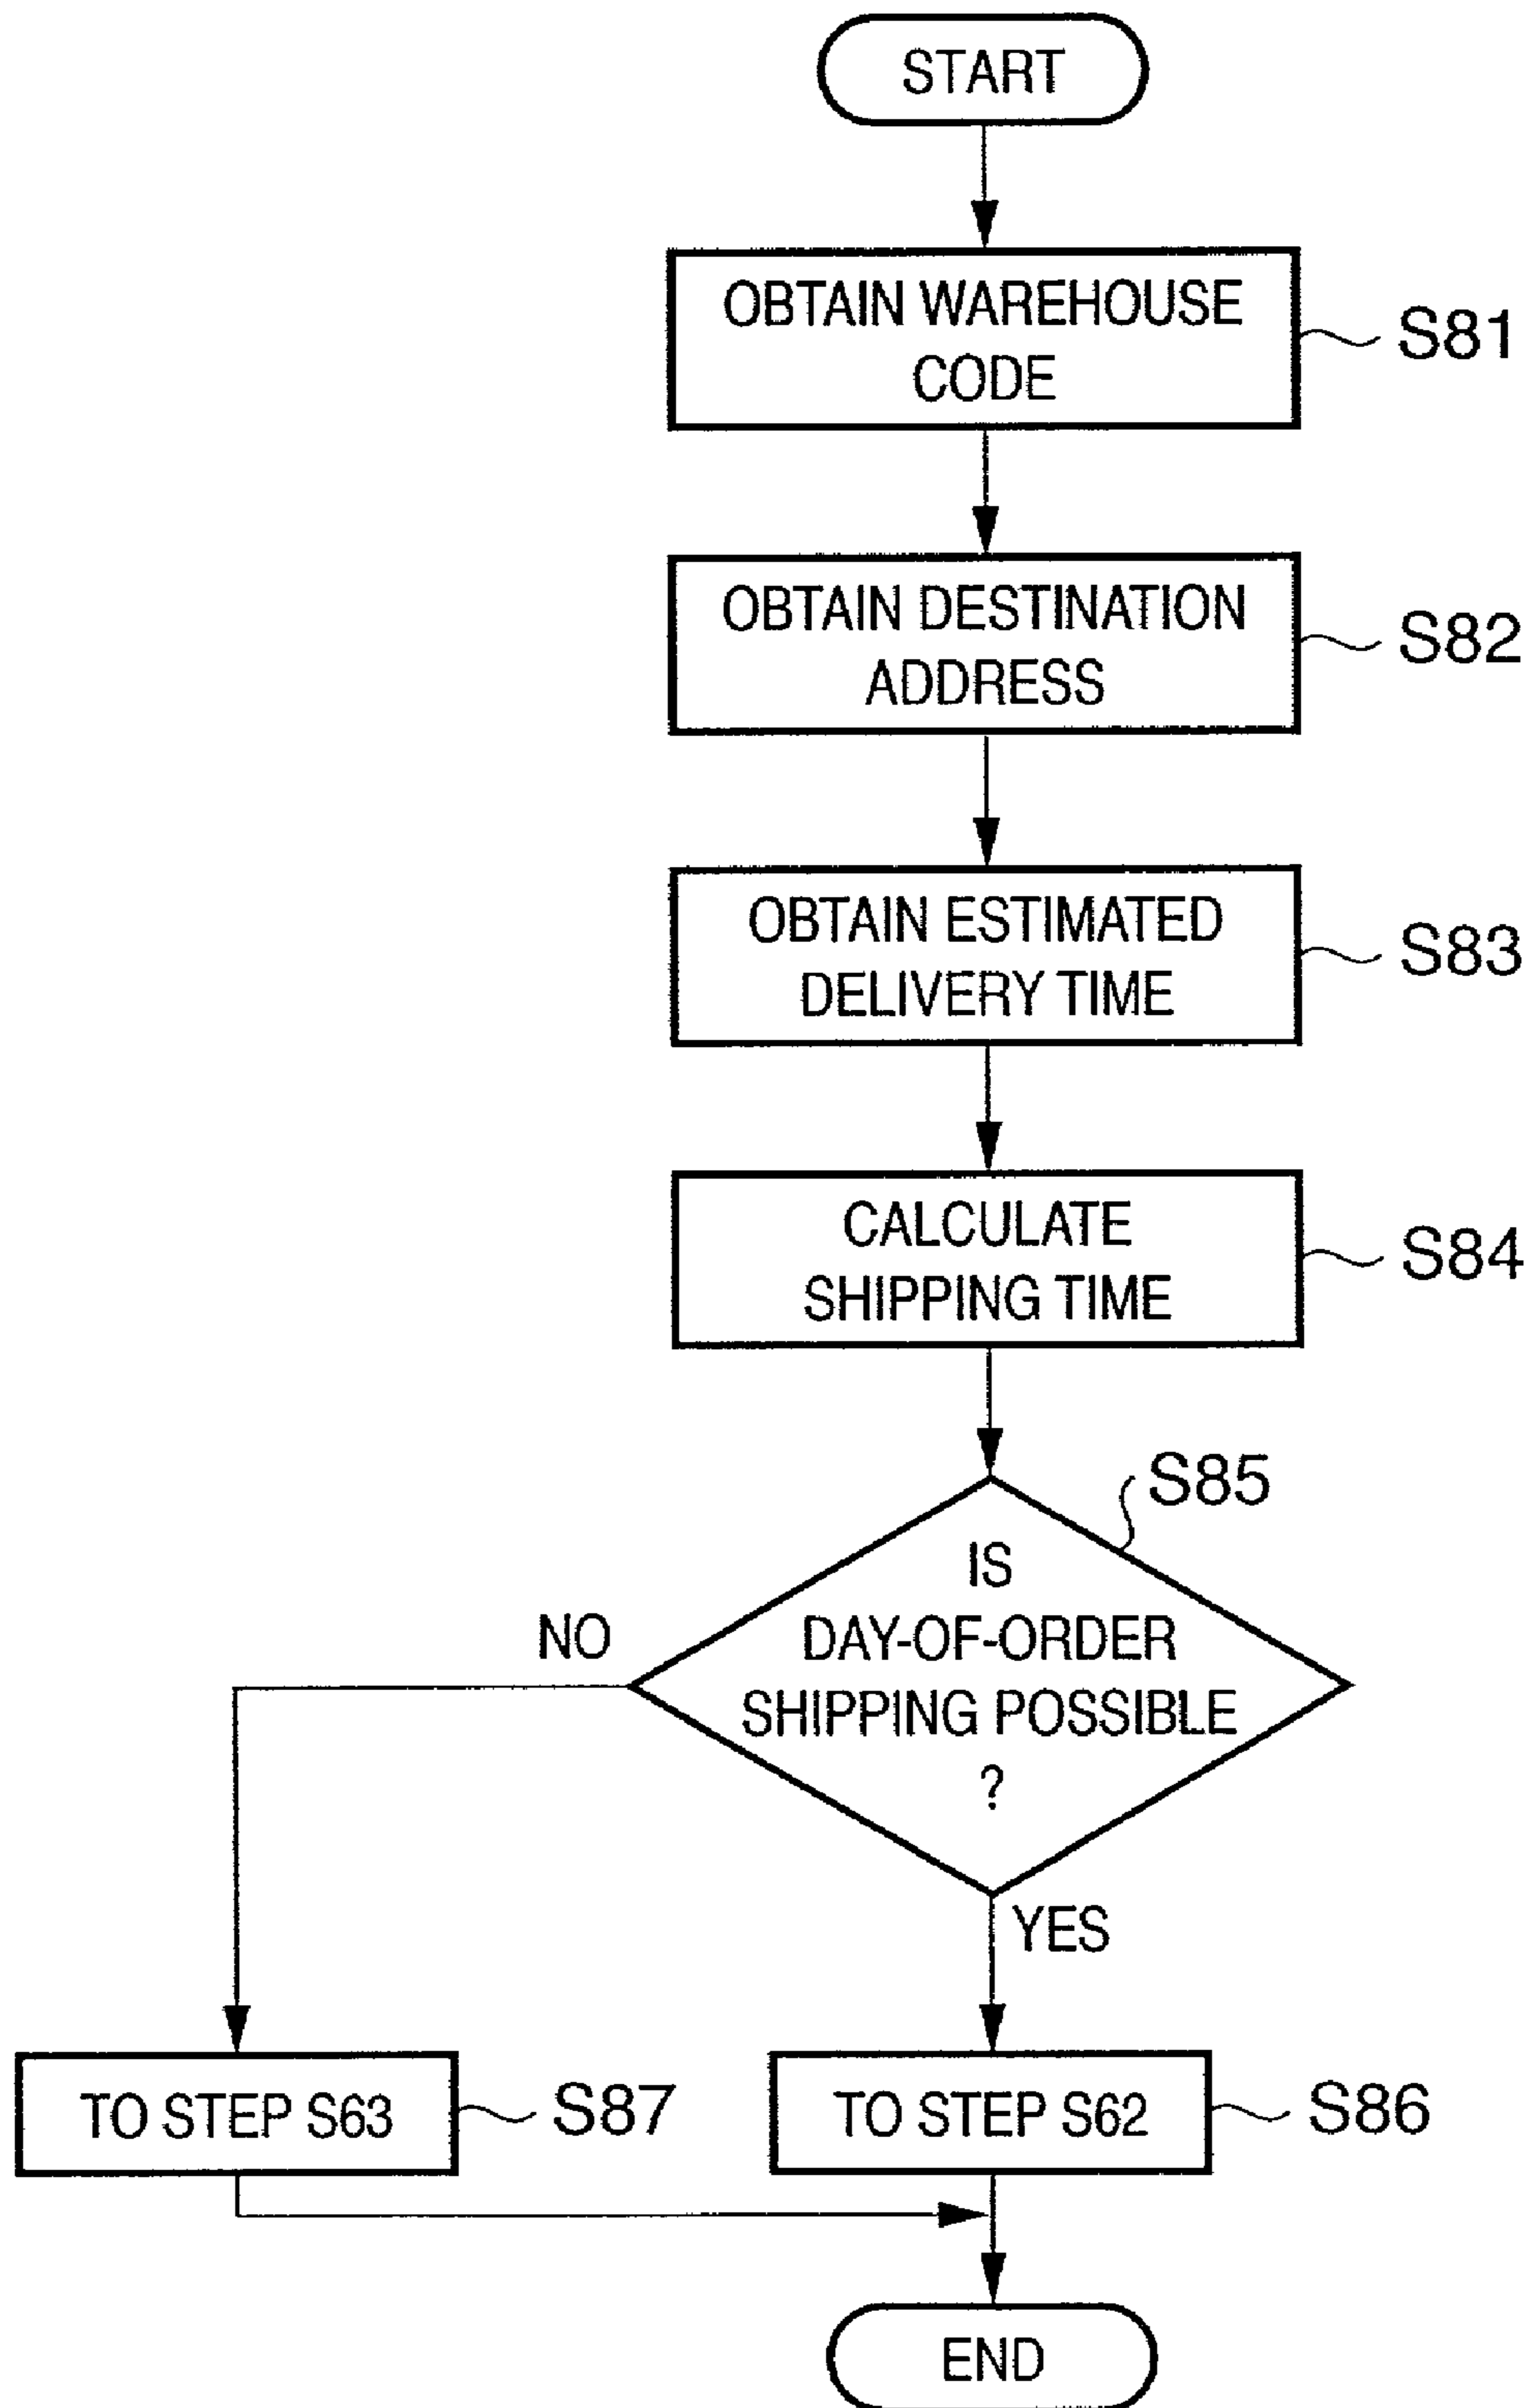 START
OBTAIN WAREHOUSE
CODE
S81
OBTAIN DESTINATION
ADDRESS
S82
OBTAIN ESTIMATED
DELIVERY TIME
S83
CALCULATE
SHIPPING TIME
S84
S85
IS
DAY-OF-ORDER
SHIPPING POSSIBLE
?
NO
YES
TO STEP S63
S87
TO STEP S62
S86
END